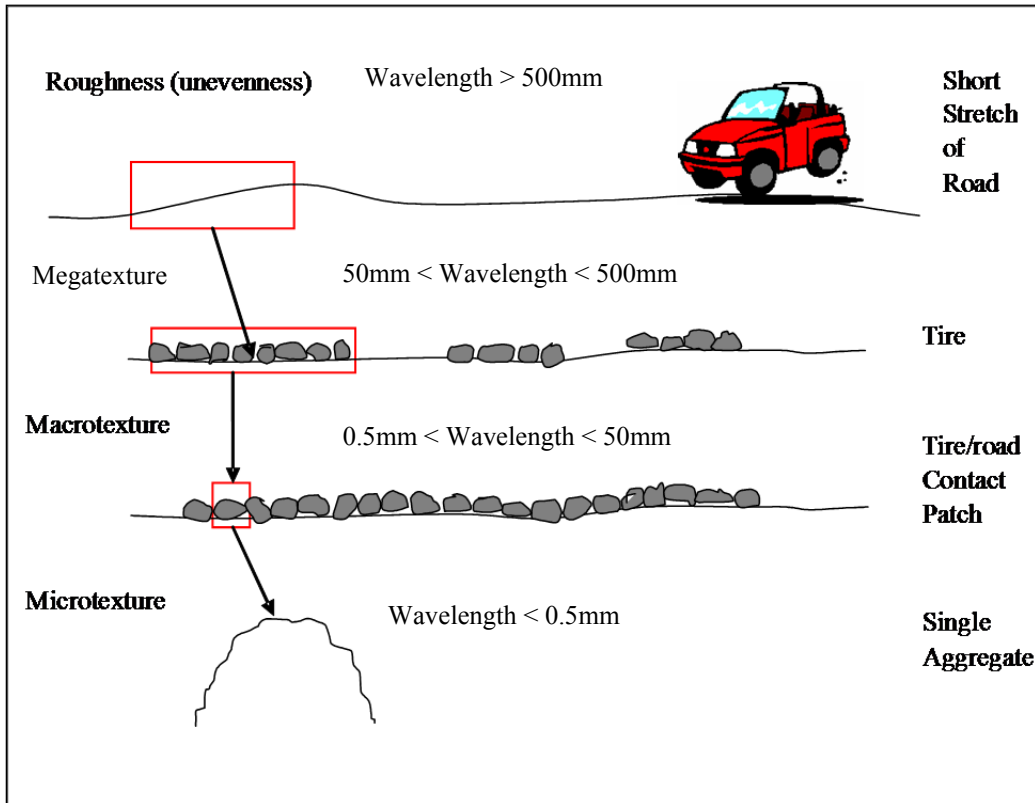 Roughness (unevenness)
Wavelength > 500mm
Short
Stretch
of
Road
Megatexture
50mm < Wavelength < 500mm
Tire
Macrotexture
0.5mm < Wavelength < 50mm
Tire/road
Contact
Patch
Microtexture
Wavelength < 0.5mm
Single
Aggregate